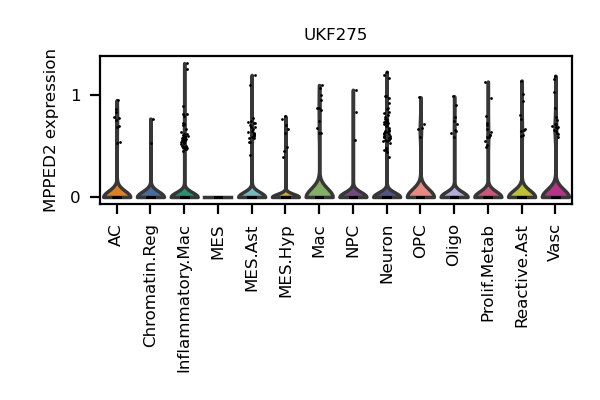 UKF275
MPPED2 expression
1
0
AC
Chromatin.Reg
Inflammatory.Mac
MES
MES.Ast
MES.Hyp
Mac
NPC
Neuron
OPC
Oligo
Prolif.Metab
Reactive.Ast
Vasc